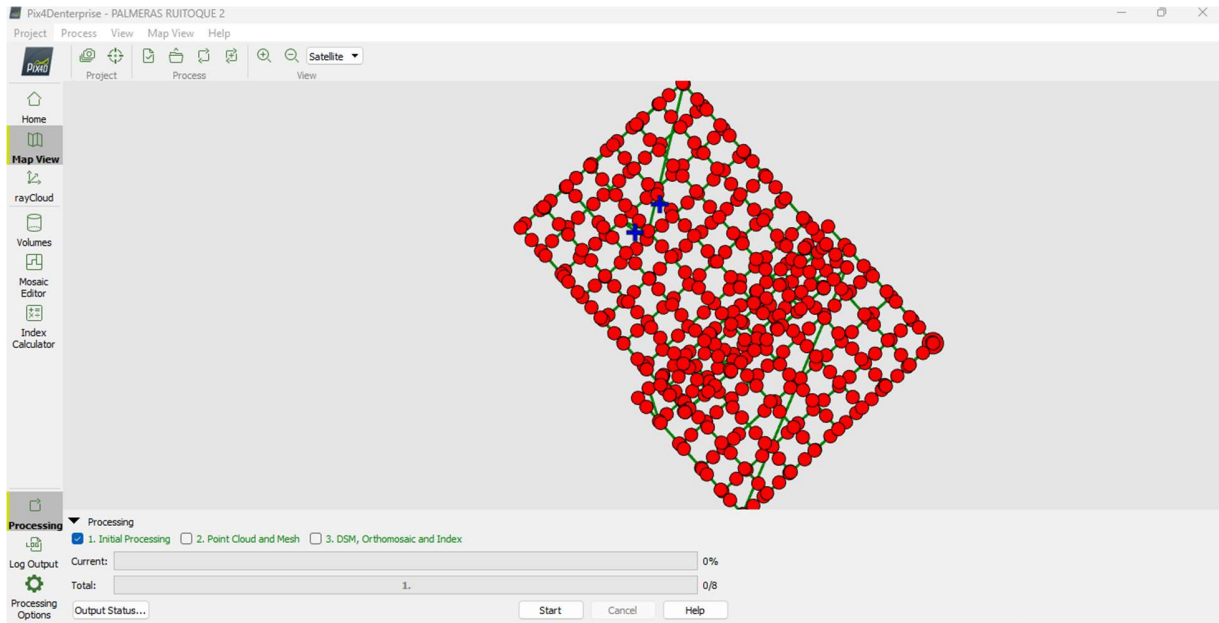 Pix4Denterprise - PALMERAS RUITOQUE 2
Project Process View Map View Help
PIX4D
Satellite
Project Process View
Home
Map View
rayCloud
Volumes
Mosaic
Editor
Index
Calculator
Processing
Log Output
Processing
Options
Processing
1. Initial Processing 2. Point Cloud and Mesh 3. DSM, Orthomosaic and Index
Current: 0%
Total: 1. 0/8
Output Status... Start Cancel Help